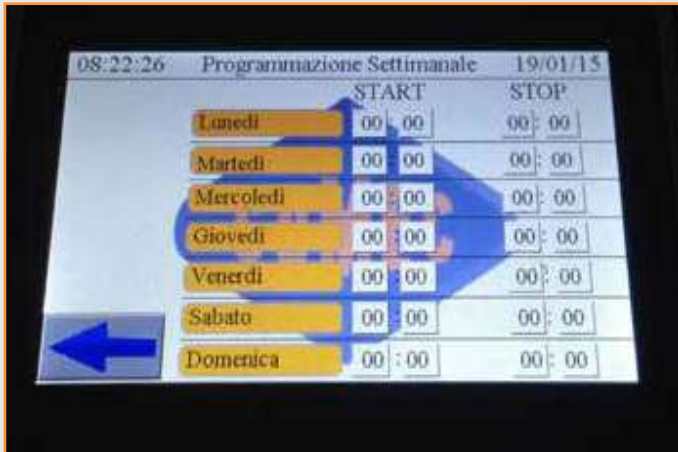 08:22:26 Programmazione Settimanale 19/01/15
START STOP
Lunedì 00 00 00: 00
Martedì 00 00 00: 00
Mercoledì 00:00 00: 00
Giovedì 00:00 00: 00
Venerdì 00:00 00: 00
Sabato 00:00 00: 00
Domenica 00:00 00: 00